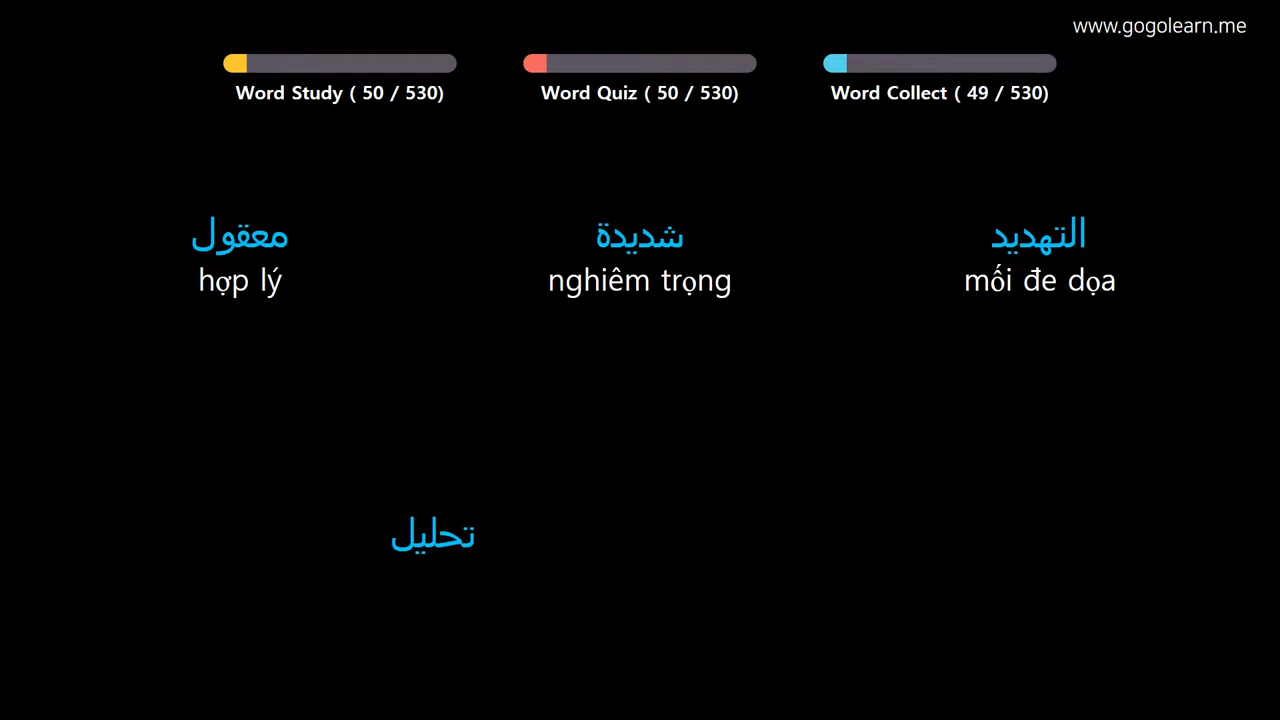 www.gogolearn.me
Word Study ( 50 / 530)
Word Quiz ( 50 / 530)
Word Collect ( 49 / 530)
معقول
hợp lý
شديدة
nghiêm trọng
التهديد
mối đe dọa
تحليل